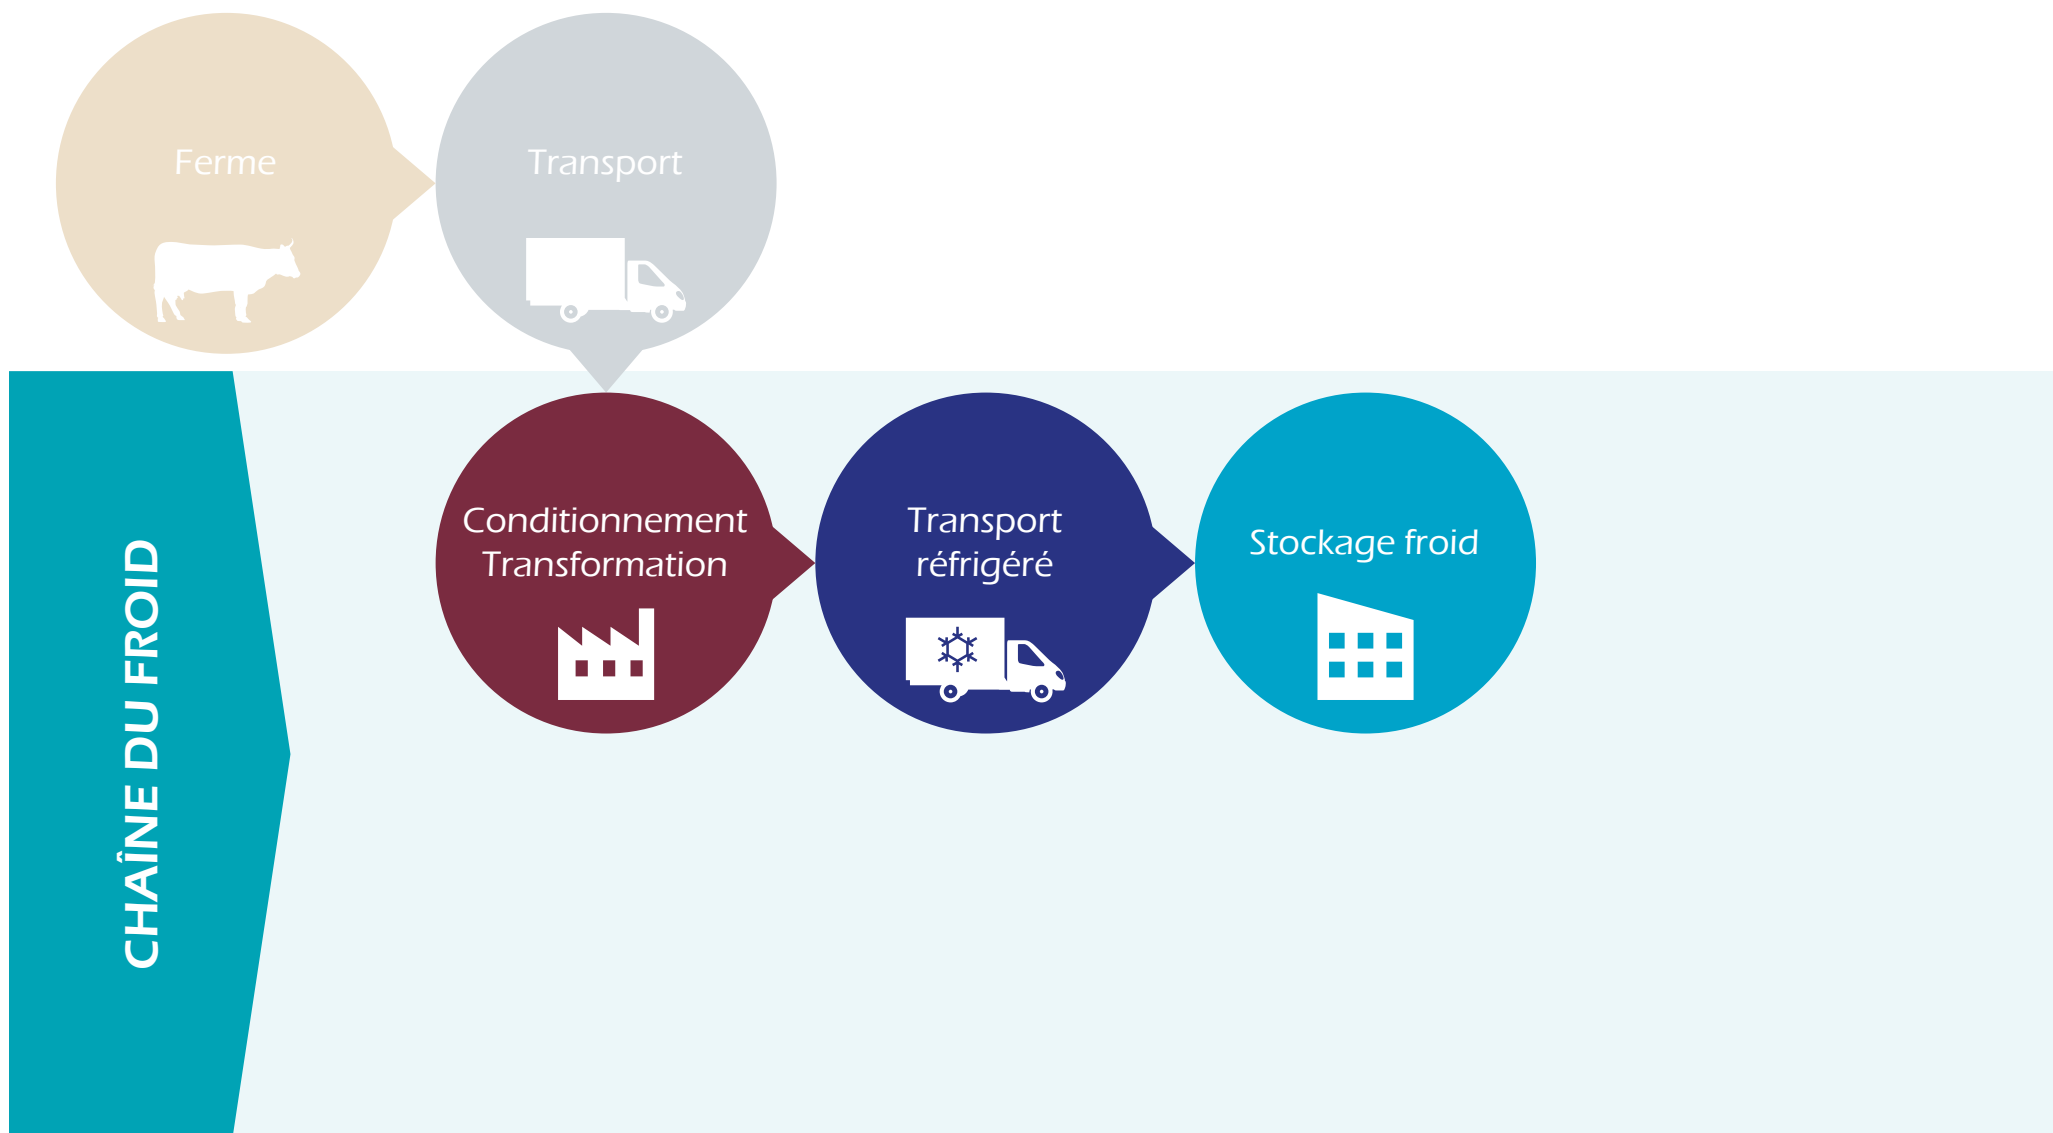 Ferme
Transport
CHAÎNE DU FROID
Conditionnement
Transformation
Transport
réfrigéré
Stockage froid